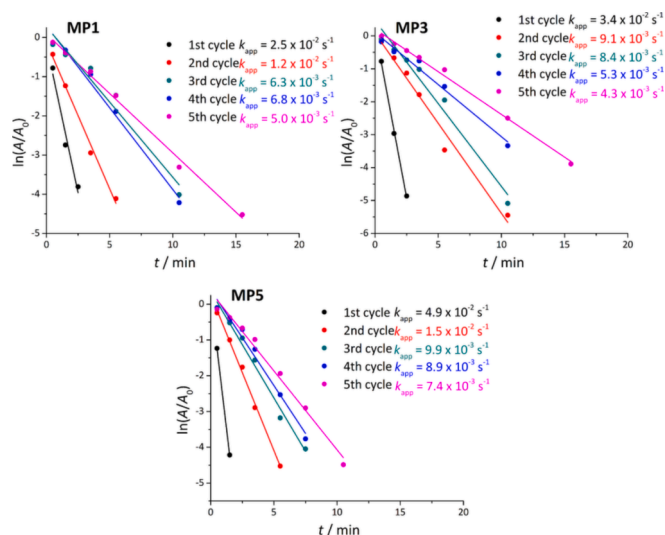 MP1
1st cycle k_app = 2.5 x 10⁻² s⁻¹
2nd cycle k_app = 1.2 x 10⁻² s⁻¹
3rd cycle k_app = 6.3 x 10⁻³ s⁻¹
4th cycle k_app = 6.8 x 10⁻³ s⁻¹
5th cycle k_app = 5.0 x 10⁻³ s⁻¹
ln(A/A₀)
0
-1
-2
-3
-4
-5
0 5 10 15 20
t / min
MP3
1st cycle k_app = 3.4 x 10⁻² s⁻¹
2nd cycle k_app = 9.1 x 10⁻³ s⁻¹
3rd cycle k_app = 8.4 x 10⁻³ s⁻¹
4th cycle k_app = 5.3 x 10⁻³ s⁻¹
5th cycle k_app = 4.3 x 10⁻³ s⁻¹
ln(A/A₀)
0
-1
-2
-3
-4
-5
-6
0 5 10 15 20
t / min
MP5
1st cycle k_app = 4.9 x 10⁻² s⁻¹
2nd cycle k_app = 1.5 x 10⁻² s⁻¹
3rd cycle k_app = 9.9 x 10⁻³ s⁻¹
4th cycle k_app = 8.9 x 10⁻³ s⁻¹
5th cycle k_app = 7.4 x 10⁻³ s⁻¹
ln(A/A₀)
0
-1
-2
-3
-4
-5
0 5 10 15 20
t / min